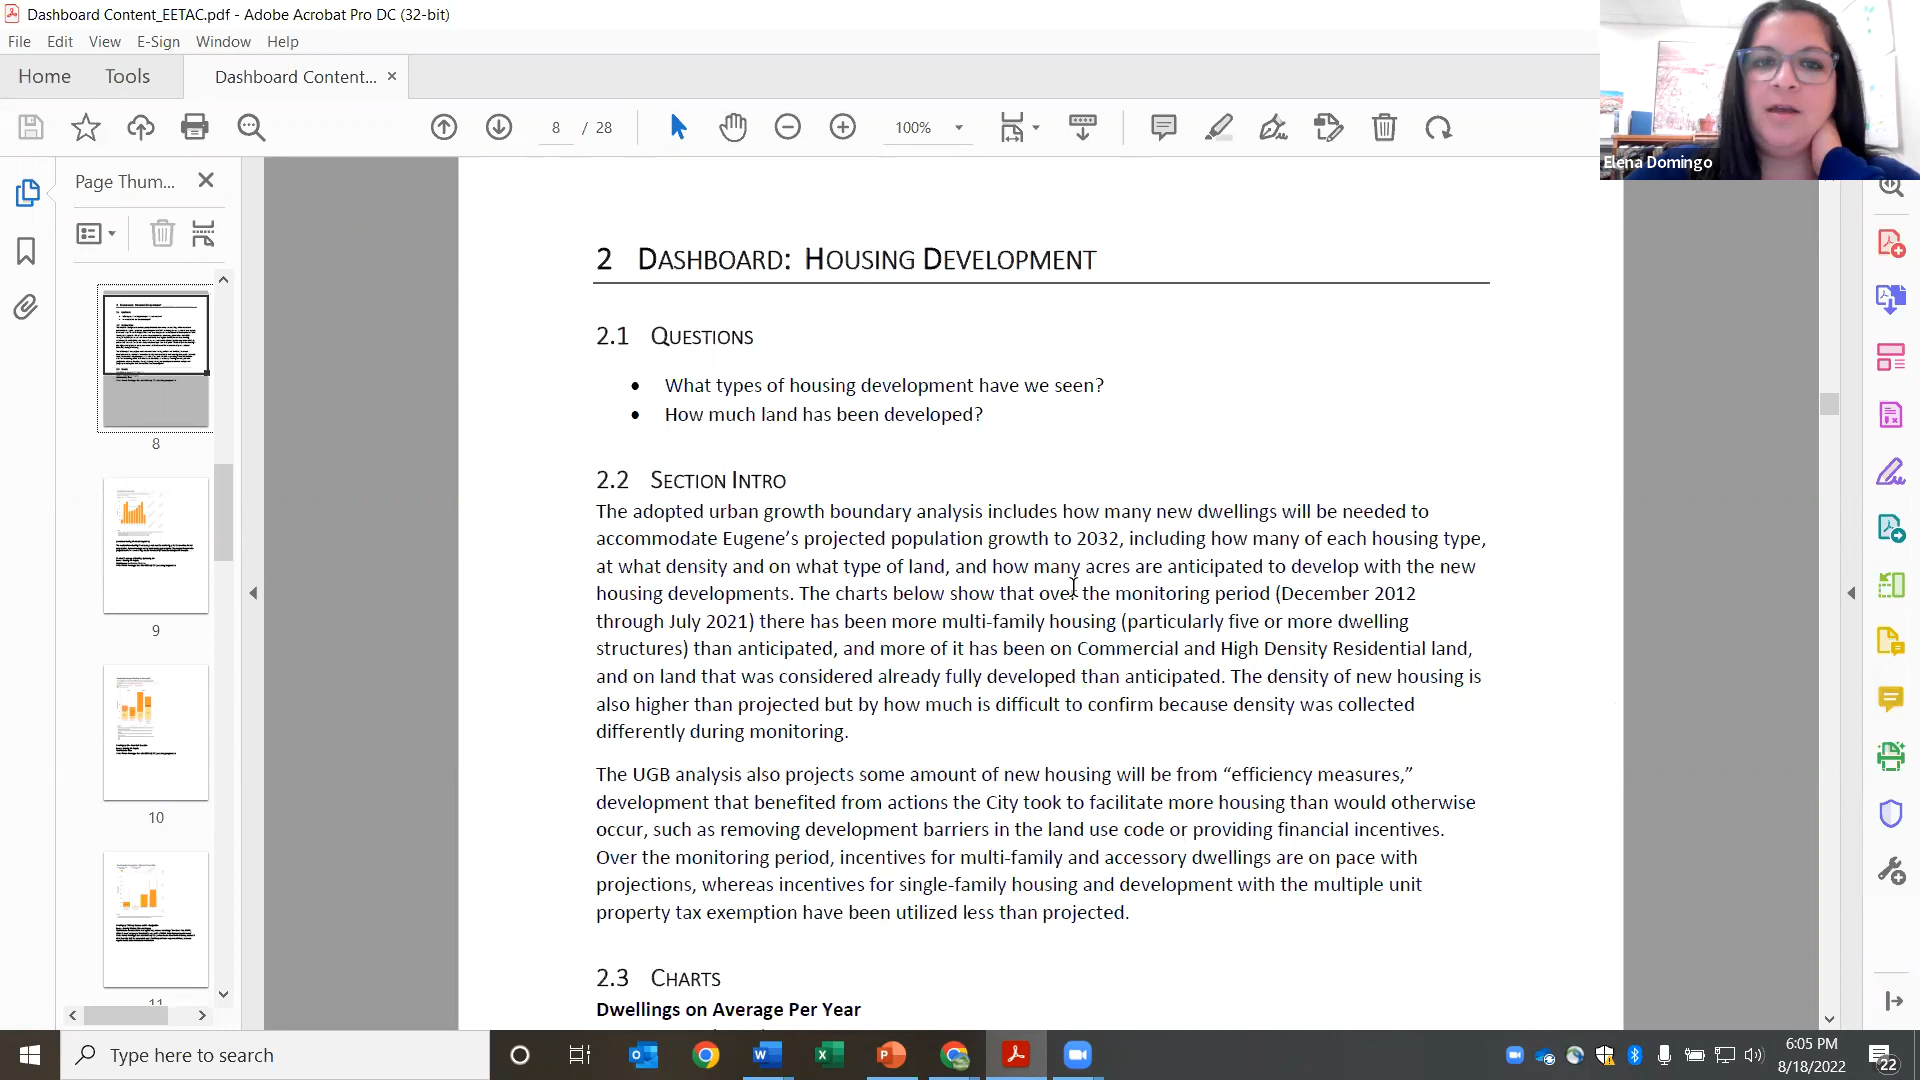 Dashboard Content_EETAC.pdf - Adobe Acrobat Pro DC (32-bit)
File Edit View E-Sign Window Help
Home Tools Dashboard Content... ×
8 / 28 100%
Elena Domingo
Page Thum...
8
9
10
11
2 DASHBOARD: HOUSING DEVELOPMENT
2.1 QUESTIONS
• What types of housing development have we seen?
• How much land has been developed?
2.2 SECTION INTRO
The adopted urban growth boundary analysis includes how many new dwellings will be needed to
accommodate Eugene’s projected population growth to 2032, including how many of each housing type,
at what density and on what type of land, and how many acres are anticipated to develop with the new
housing developments. The charts below show that over the monitoring period (December 2012
through July 2021) there has been more multi-family housing (particularly five or more dwelling
structures) than anticipated, and more of it has been on Commercial and High Density Residential land,
and on land that was considered already fully developed than anticipated. The density of new housing is
also higher than projected but by how much is difficult to confirm because density was collected
differently during monitoring.
The UGB analysis also projects some amount of new housing will be from “efficiency measures,”
development that benefited from actions the City took to facilitate more housing than would otherwise
occur, such as removing development barriers in the land use code or providing financial incentives.
Over the monitoring period, incentives for multi-family and accessory dwellings are on pace with
projections, whereas incentives for single-family housing and development with the multiple unit
property tax exemption have been utilized less than projected.
2.3 CHARTS
Dwellings on Average Per Year
Type here to search
6:05 PM
8/18/2022
22